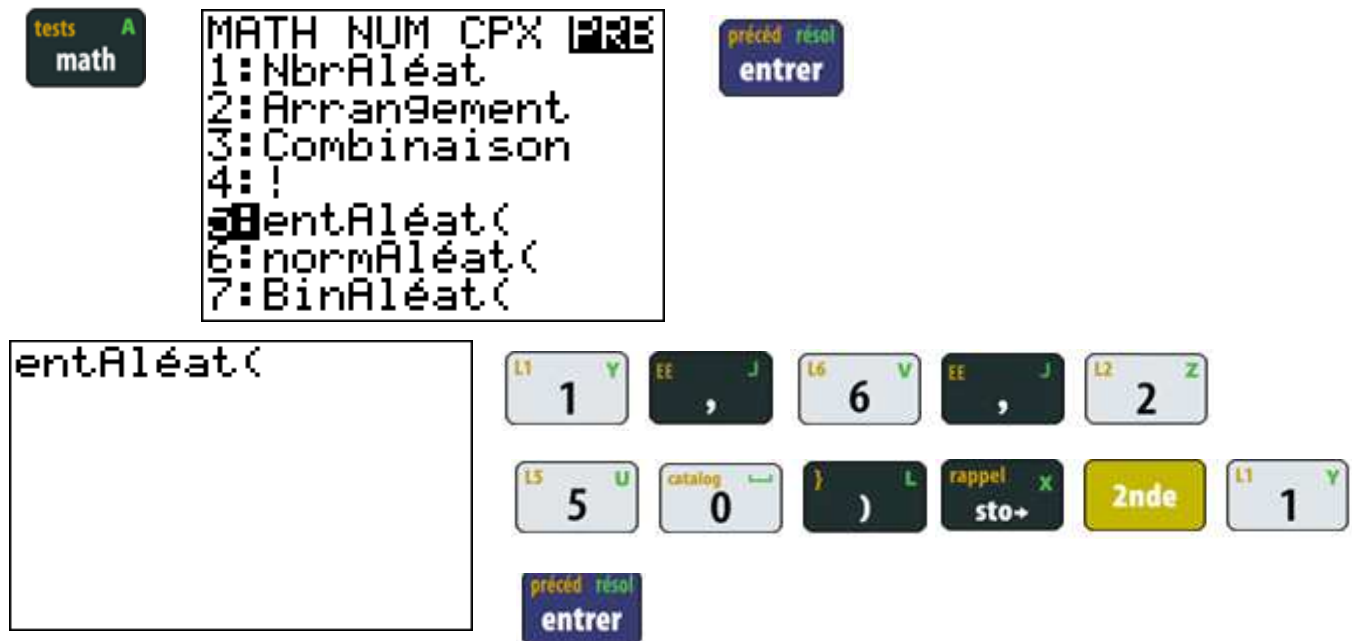 tests A
math
MATH NUM CPX PRB
1:NbrAléat
2:Arrangement
3:Combinaison
4:!
5:entAléat(
6:normAléat(
7:BinAléat(
précéd résol
entrer
entAléat(
L1 Y
1
EE J
,
L6 V
6
EE J
,
L2 Z
2
L5 U
5
catalog
0
} L
)
rappel X
sto→
2nde
L1 Y
1
précéd résol
entrer